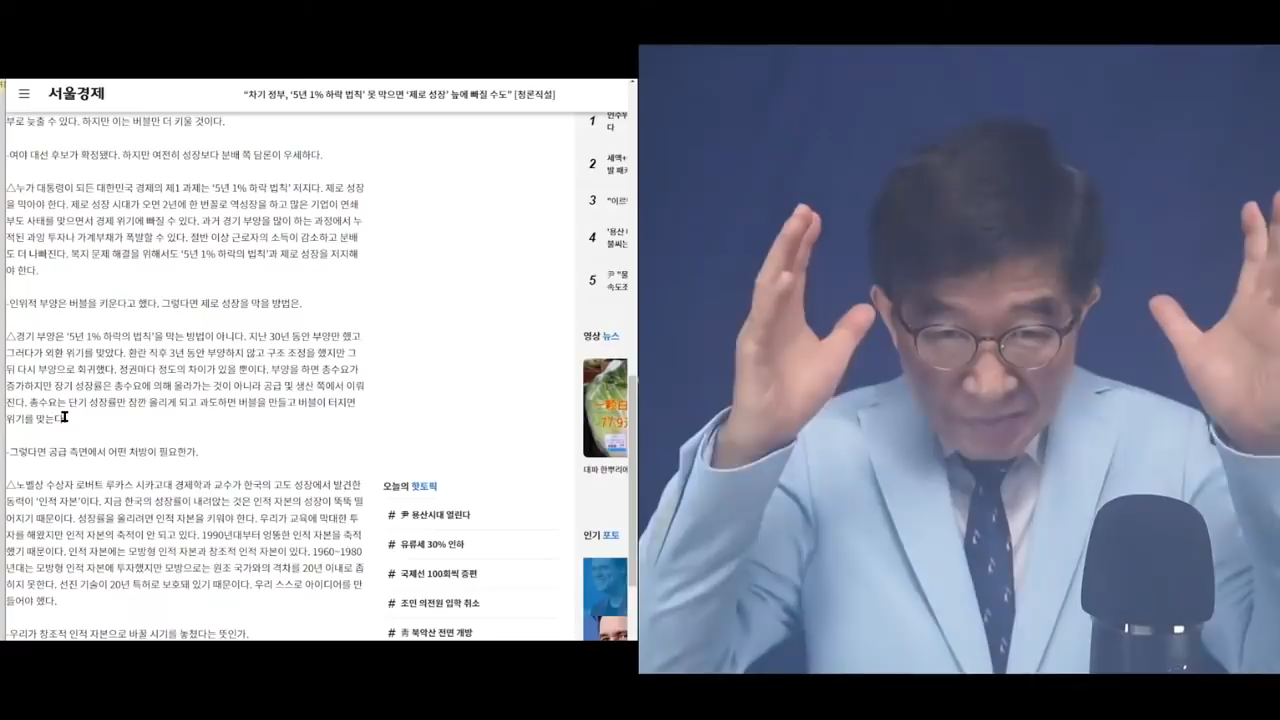 서울경제
“차기 정부, ‘5년 1% 하락 법칙’ 못 막으면 ‘제로 성장’ 늪에 빠질 수도” [청론직설]
부로 늦출 수 있다. 하지만 이는 버블만 더 키울 것이다.
-여야 대선 후보가 확정됐다. 하지만 여전히 성장보다 분배 쪽 담론이 우세하다.
△누가 대통령이 되든 대한민국 경제의 제1 과제는 ‘5년 1% 하락 법칙’ 저지다. 제로 성장
을 막아야 한다. 제로 성장 시대가 오면 2년에 한 번꼴로 역성장을 하고 많은 기업이 연쇄
부도 사태를 맞으면서 경제 위기에 빠질 수 있다. 과거 경기 부양을 많이 하는 과정에서 누
적된 과잉 투자나 가계부채가 폭발할 수 있다. 절반 이상 근로자의 소득이 감소하고 분배
도 더 나빠진다. 복지 문제 해결을 위해서도 ‘5년 1% 하락의 법칙’과 제로 성장을 저지해
야 한다.
-인위적 부양은 버블을 키운다고 했다. 그렇다면 제로 성장을 막을 방법은.
△경기 부양은 ‘5년 1% 하락의 법칙’을 막는 방법이 아니다. 지난 30년 동안 부양만 했고
그러다가 외환 위기를 맞았다. 환란 직후 3년 동안 부양하지 않고 구조 조정을 했지만 그
뒤 다시 부양으로 회귀했다. 정권마다 정도의 차이가 있을 뿐이다. 부양을 하면 총수요가
증가하지만 장기 성장률은 총수요에 의해 올라가는 것이 아니라 공급 및 생산 쪽에서 이뤄
진다. 총수요는 단기 성장률만 잠깐 올리게 되고 과도하면 버블을 만들고 버블이 터지면
위기를 맞는다
-그렇다면 공급 측면에서 어떤 처방이 필요한가.
△노벨상 수상자 로버트 루카스 시카고대 경제학과 교수가 한국의 고도 성장에서 발견한
동력이 ‘인적 자본’이다. 지금 한국의 성장률이 내려앉는 것은 인적 자본의 성장이 뚝뚝 떨
어지기 때문이다. 성장률을 올리려면 인적 자본을 키워야 한다. 우리가 교육에 막대한 투
자를 해왔지만 인적 자본의 축적이 안 되고 있다. 1990년대부터 엉뚱한 인적 자본을 축적
했기 때문이다. 인적 자본에는 모방형 인적 자본과 창조적 인적 자본이 있다. 1960~1980
년대는 모방형 인적 자본에 투자했지만 모방으로는 원조 국가와의 격차를 20년 이내로 좁
히지 못한다. 선진 기술이 20년 특허로 보호돼 있기 때문이다. 우리 스스로 아이디어를 만
들어야 했다.
-우리가 창조적 인적 자본으로 바꿀 시기를 놓쳤다는 뜻인가.
오늘의 핫토픽
# 尹 용산시대 열린다
# 유류세 30% 인하
# 국제선 100회씩 증편
# 조민 의전원 입학 취소
# 靑 북악산 전면 개방
1
다
2 세액+
발 패키
3 "이르
4 '용산
불씨는
5 尹 "물
속도조
영상 뉴스
77.9
대파 한뿌리에
인기 포토